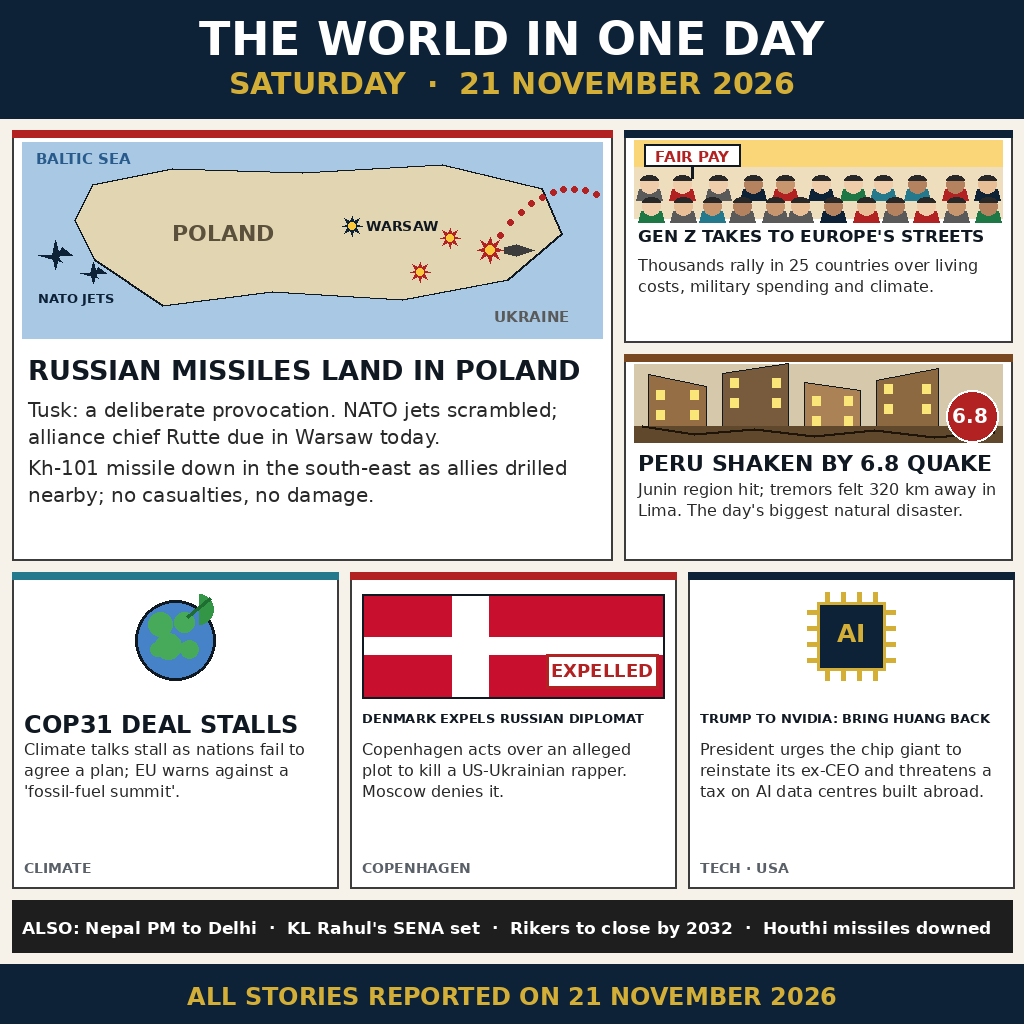 THE WORLD IN ONE DAY
SATURDAY · 21 NOVEMBER 2026
BALTIC SEA
POLAND
WARSAW
NATO JETS
UKRAINE
RUSSIAN MISSILES LAND IN POLAND
Tusk: a deliberate provocation. NATO jets scrambled;
alliance chief Rutte due in Warsaw today.
Kh-101 missile down in the south-east as allies drilled
nearby; no casualties, no damage.
FAIR PAY
GEN Z TAKES TO EUROPE'S STREETS
Thousands rally in 25 countries over living
costs, military spending and climate.
6.8
PERU SHAKEN BY 6.8 QUAKE
Junin region hit; tremors felt 320 km away in
Lima. The day's biggest natural disaster.
COP31 DEAL STALLS
Climate talks stall as nations fail to
agree a plan; EU warns against a
'fossil-fuel summit'.
CLIMATE
EXPELLED
DENMARK EXPELS RUSSIAN DIPLOMAT
Copenhagen acts over an alleged
plot to kill a US-Ukrainian rapper.
Moscow denies it.
COPENHAGEN
AI
TRUMP TO NVIDIA: BRING HUANG BACK
President urges the chip giant to
reinstate its ex-CEO and threatens a
tax on AI data centres built abroad.
TECH · USA
ALSO: Nepal PM to Delhi · KL Rahul's SENA set · Rikers to close by 2032 · Houthi missiles downed
ALL STORIES REPORTED ON 21 NOVEMBER 2026